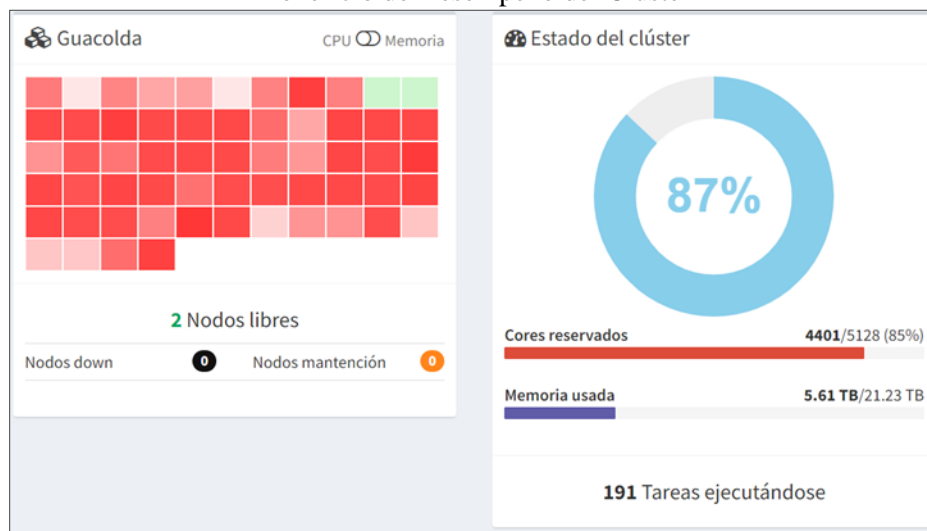 Guacolda
CPU Memoria
2 Nodos libres
Nodos down 0 Nodos mantención 0
Estado del clúster
87%
Cores reservados 4401/5128 (85%)
Memoria usada 5.61 TB/21.23 TB
191 Tareas ejecutándose